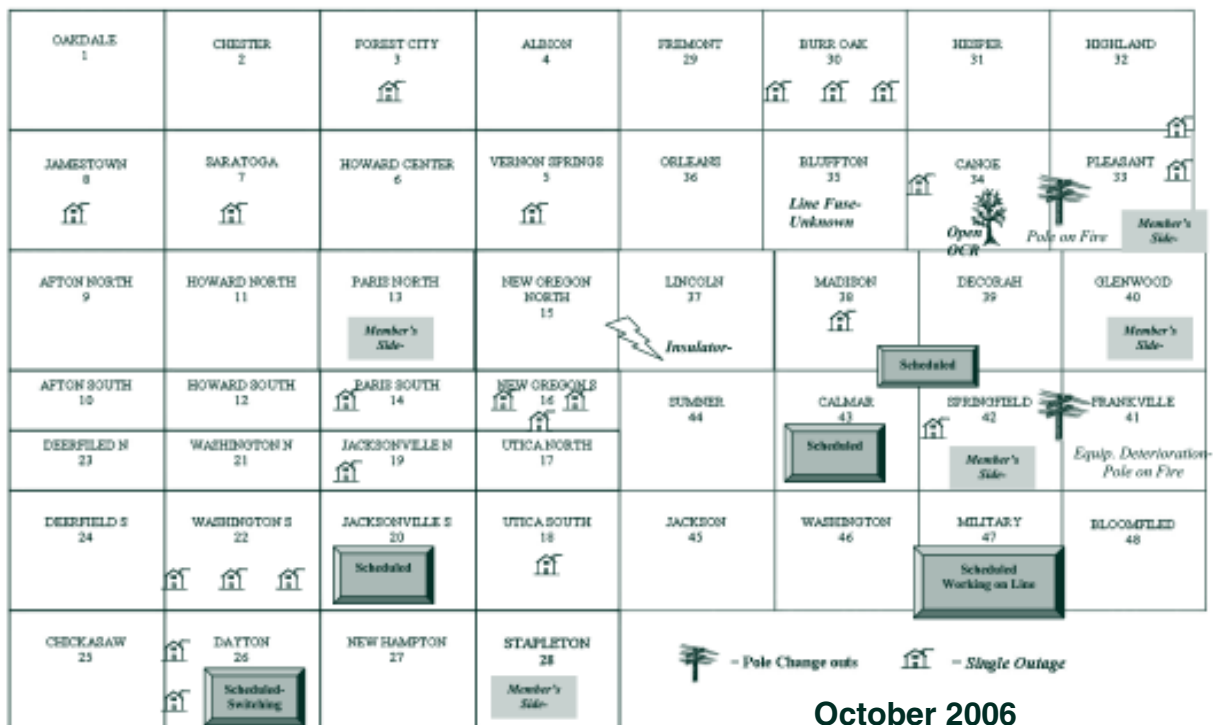 OAKDALE
1
CHESTER
2
FOREST CITY
3
ALBION
4
FREMONT
29
BURR OAK
30
HESPER
31
HIGHLAND
32
JAMESTOWN
8
SARATOGA
7
HOWARD CENTER
6
VERNON SPRINGS
5
ORLEANS
36
BLUFFTON
35
Line Fuse-
Unknown
CANOE
34
Open
OCR
PLEASANT
33
Pole on Fire
Member's
Side-
AFTON NORTH
9
HOWARD NORTH
11
PARIS NORTH
13
Member's
Side-
NEW OREGON
NORTH
15
LINCOLN
37
Insulator-
MADISON
38
DECORAH
39
GLENWOOD
40
Member's
Side-
Scheduled
AFTON SOUTH
10
HOWARD SOUTH
12
PARIS SOUTH
14
NEW OREGON S
16
SUMNER
44
CALMAR
43
Scheduled
SPRINGFIELD
42
Member's
Side-
FRANKVILLE
41
Equip. Deterioration-
Pole on Fire
DEERFILED N
23
WASHINGTON N
21
JACKSONVILLE N
19
UTICA NORTH
17
DEERFIELD S
24
WASHINGTON S
22
JACKSONVILLE S
20
Scheduled
UTICA SOUTH
18
JACKSON
45
WASHINGTON
46
MILITARY
47
Scheduled
Working on Line
BLOOMFILED
48
CHICKASAW
25
DAYTON
26
Scheduled-
Switching
NEW HAMPTON
27
STAPLETON
28
Member's
Side-
= Pole Change outs
= Single Outage
October 2006